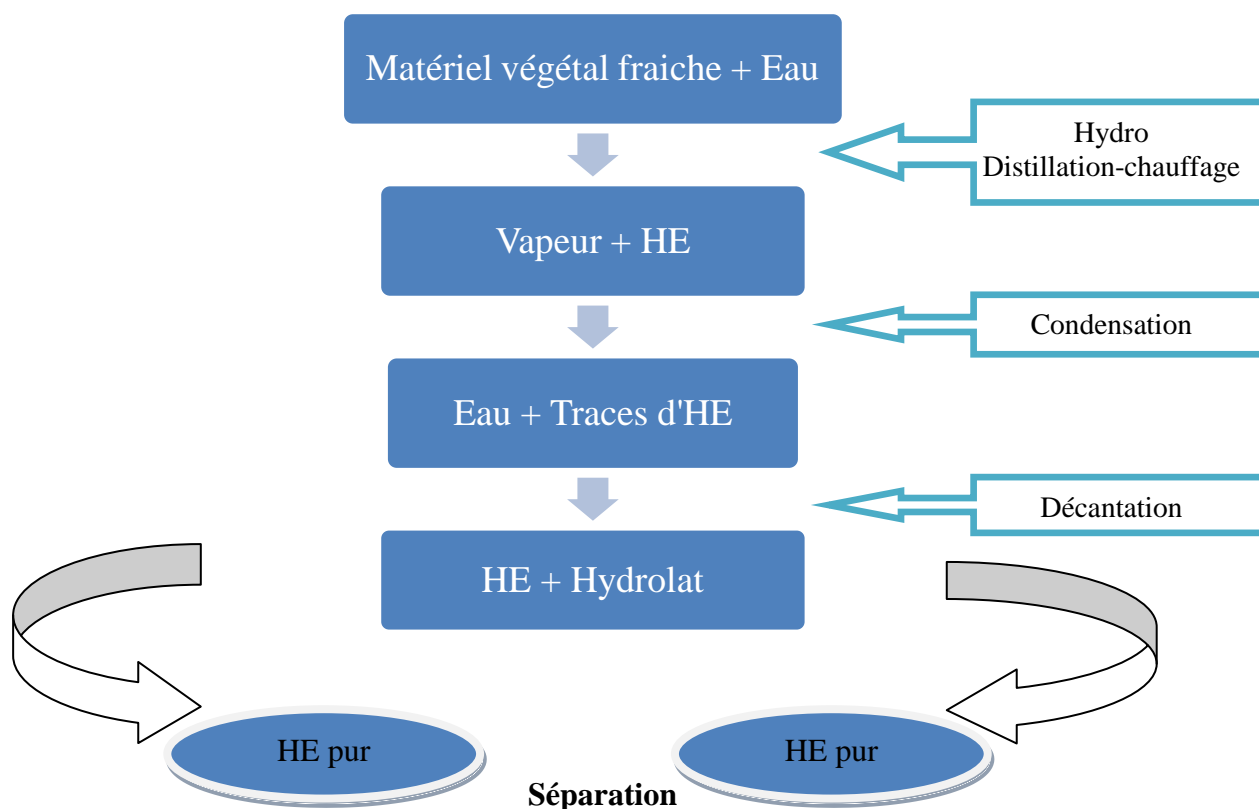 Matériel végétal fraiche + Eau
Hydro
Distillation-chauffage
Vapeur + HE
Condensation
Eau + Traces d'HE
Décantation
HE + Hydrolat
HE pur
HE pur
Séparation